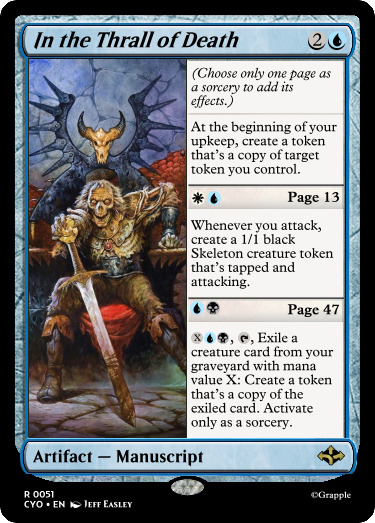 In the Thrall of Death 2
(Choose only one page as
a sorcery to add its
effects.)
At the beginning of your
upkeep, create a token
that's a copy of target
token you control.
Page 13
Whenever you attack,
create a 1/1 black
Skeleton creature token
that's tapped and
attacking.
Page 47
X , , Exile a
creature card from your
graveyard with mana
value X: Create a token
that's a copy of the
exiled card. Activate
only as a sorcery.
Artifact — Manuscript
R 0051
CYO • EN Jeff Easley
©Grapple